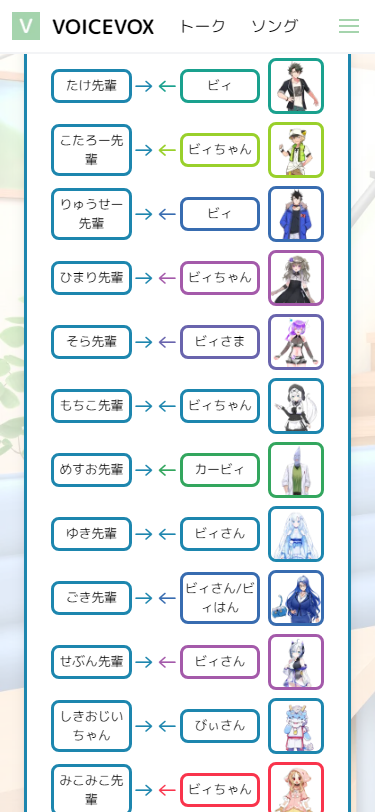 V VOICEVOX トーク ソング
たけ先輩 → ← ビィ
こたろー先
輩 → ← ビィちゃん
りゅうせー
先輩 → ← ビィ
ひまり先輩 → ← ビィちゃん
そら先輩 → ← ビィさま
もちこ先輩 → ← ビィちゃん
めすお先輩 → ← カービィ
ゆき先輩 → ← ビィさん
ごき先輩 → ← ビィさん/ビ
ィはん
せぶん先輩 → ← ビィさん
しきおじい
ちゃん → ← びぃさん
みこみこ先
輩 → ← ビィちゃん